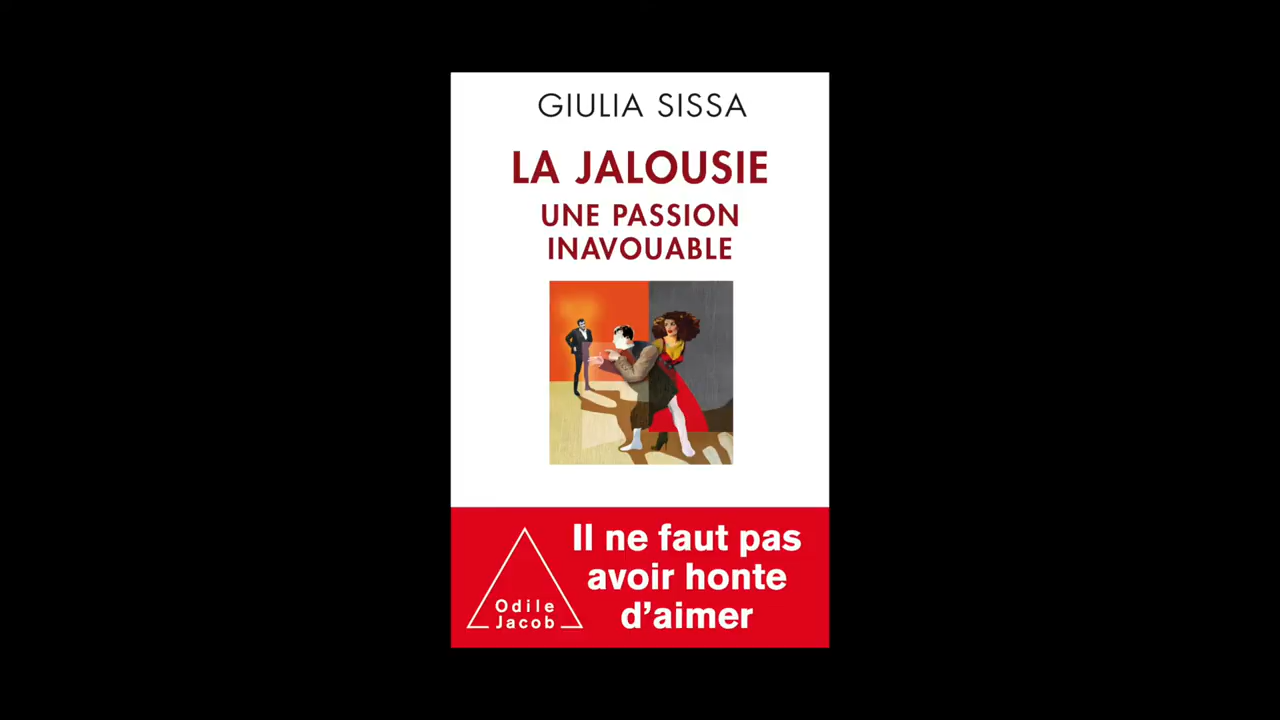 GIULIA SISSA
LA JALOUSIE
UNE PASSION
INAVOUABLE
Il ne faut pas
avoir honte
d'aimer
Odile
Jacob